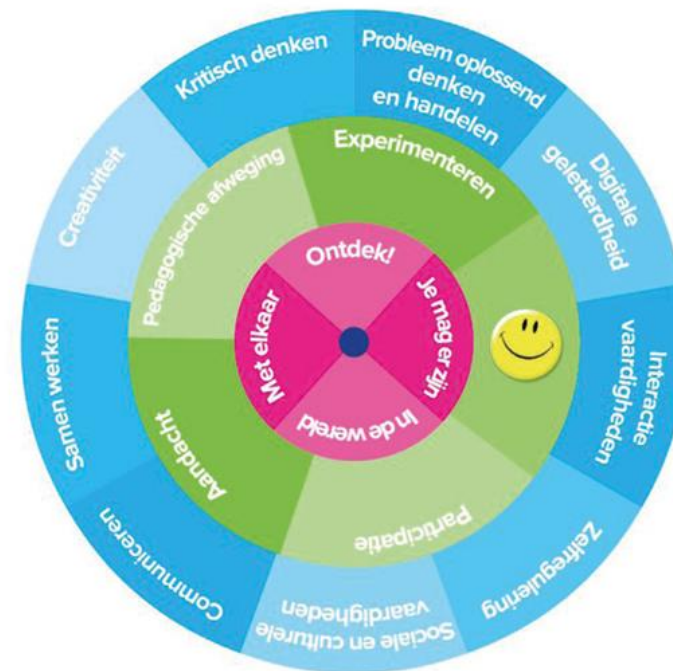 Kritisch denken
Probleem oplossend
denken
en handelen
Digitale
geletterdheid
Interactie
vaardigheden
Zelfregulering
Sociale en culturele
vaardigheden
Communiceren
Samen werken
Creativiteit
Experimenteren
Participatie
Aandacht
Pedagogische afweging
Ontdek!
Je mag er zijn
In de wereld
Met elkaar